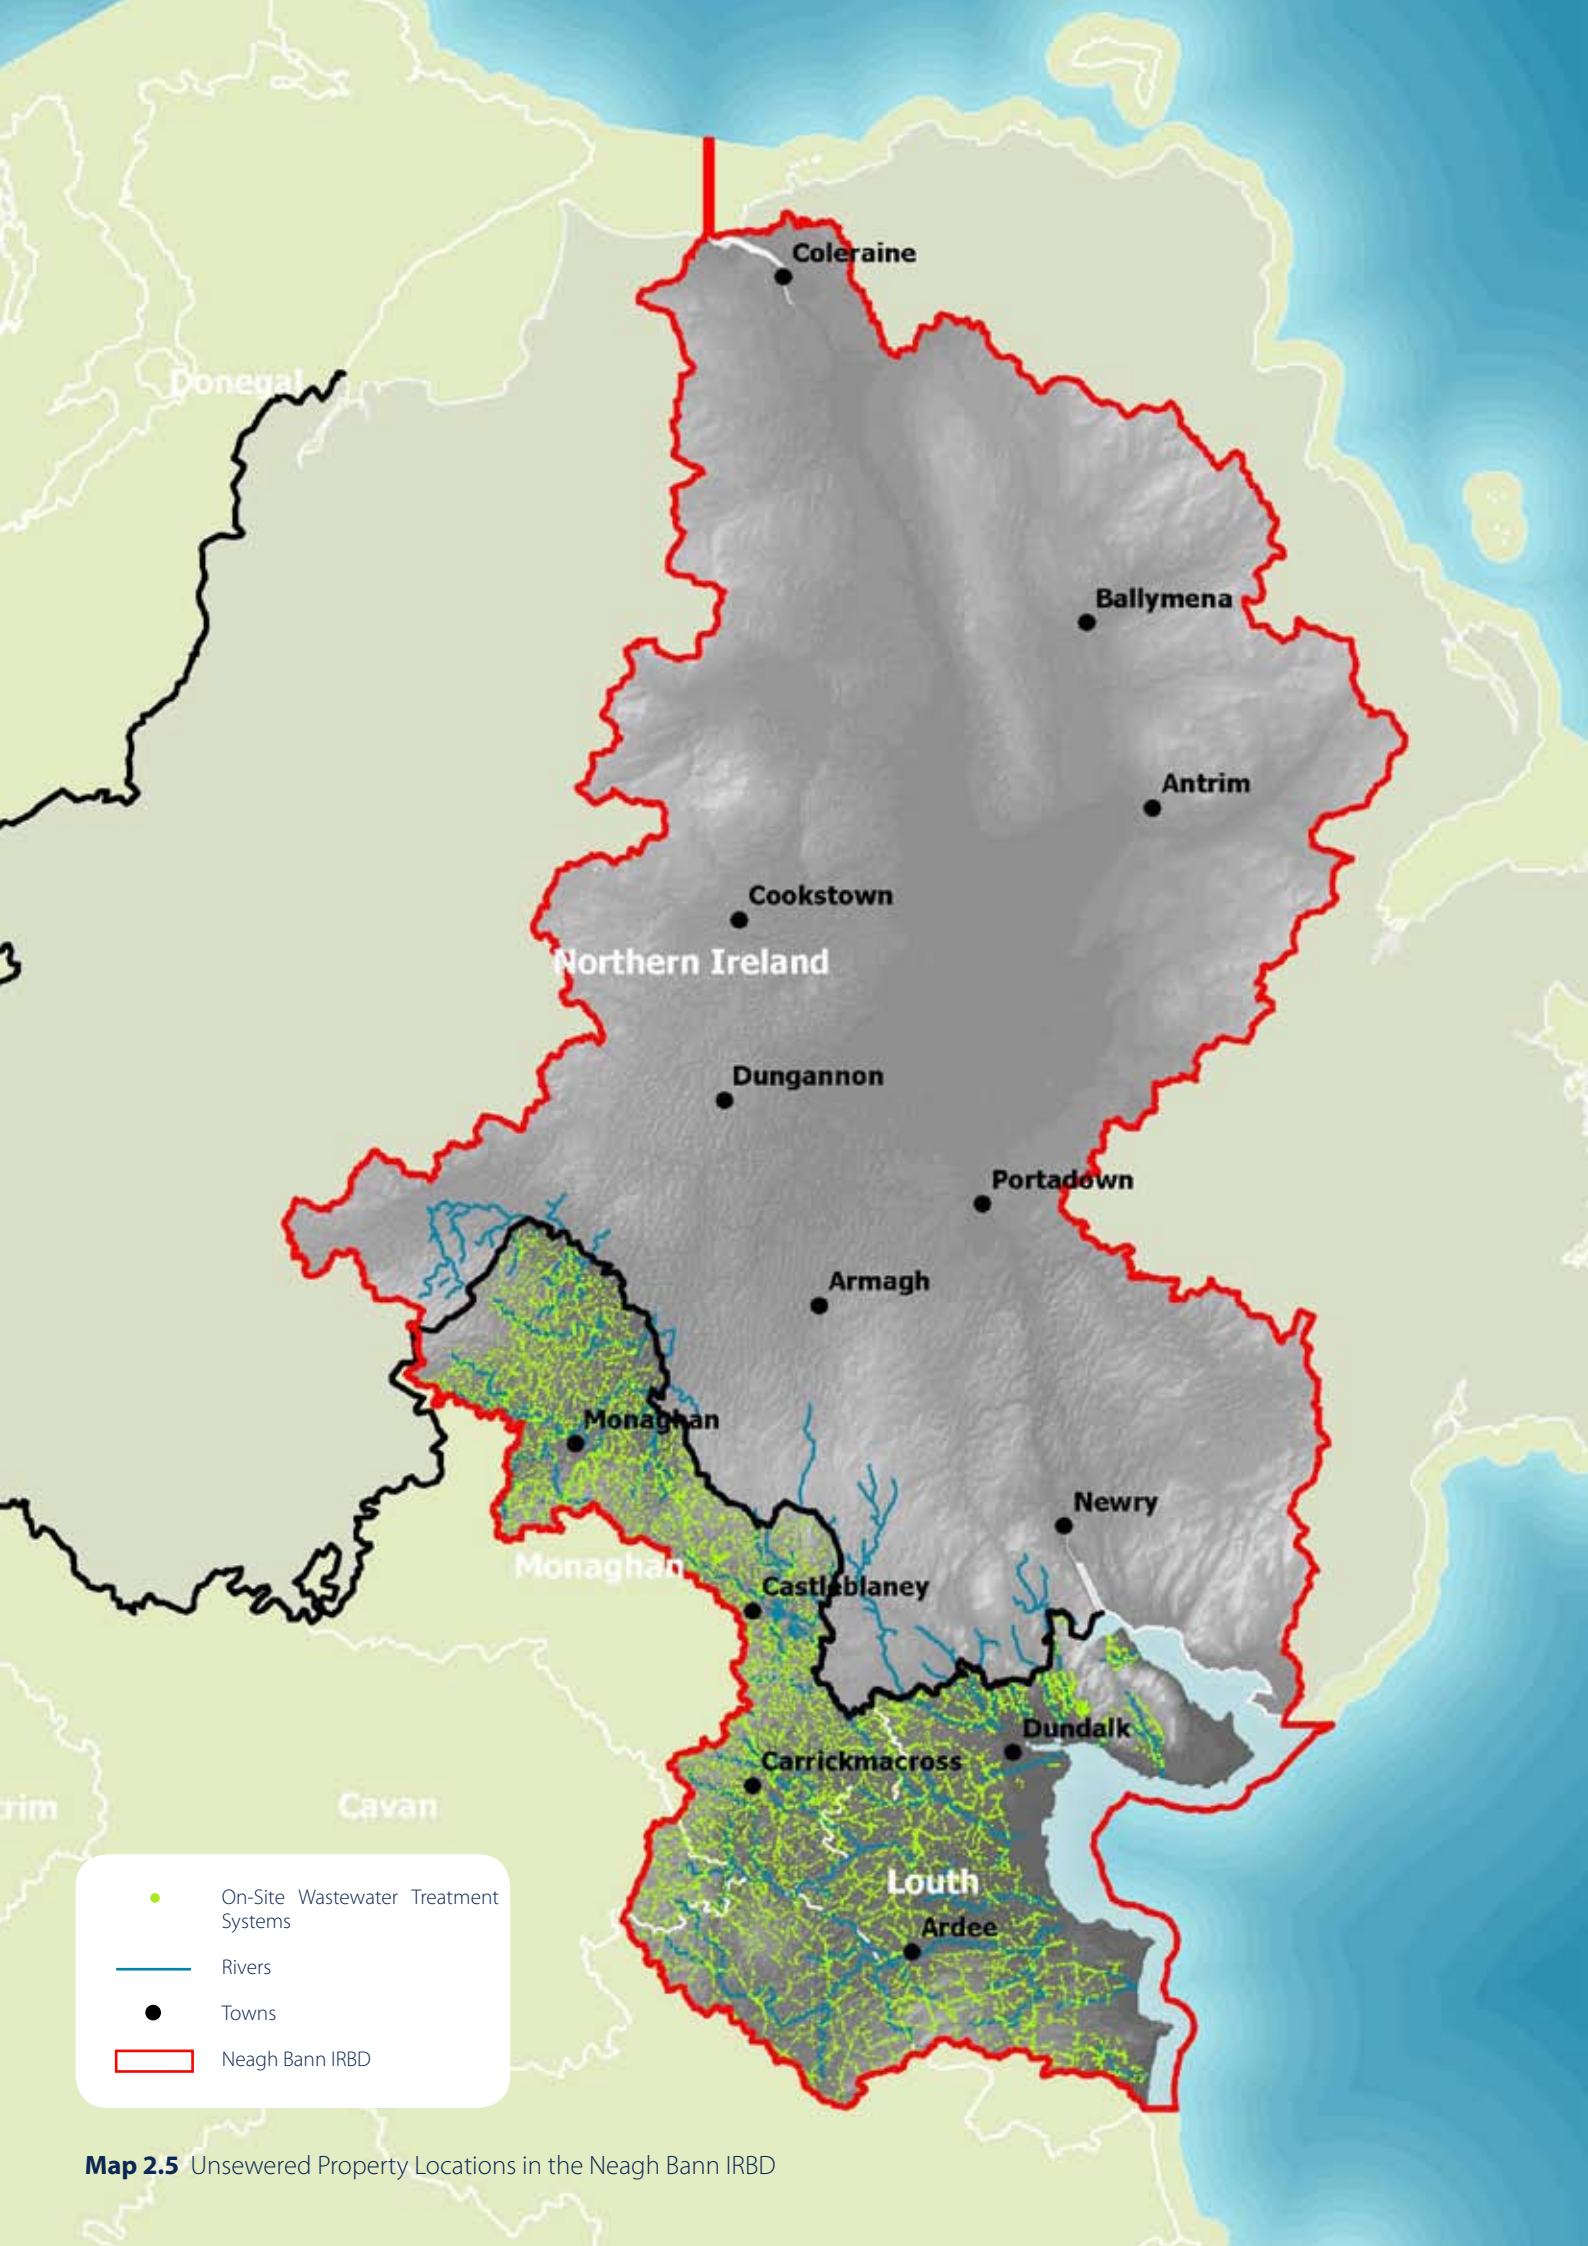 Coleraine
Donegal
Ballymena
Antrim
Cookstown
Northern Ireland
Dungannon
Portadown
Armagh
Monaghan
Newry
Monaghan
Castleblaney
Dundalk
Carrickmacross
trim
Cavan
Louth
Ardee
On-Site Wastewater Treatment
Systems
Rivers
Towns
Neagh Bann IRBD
Map 2.5 Unsewered Property Locations in the Neagh Bann IRBD